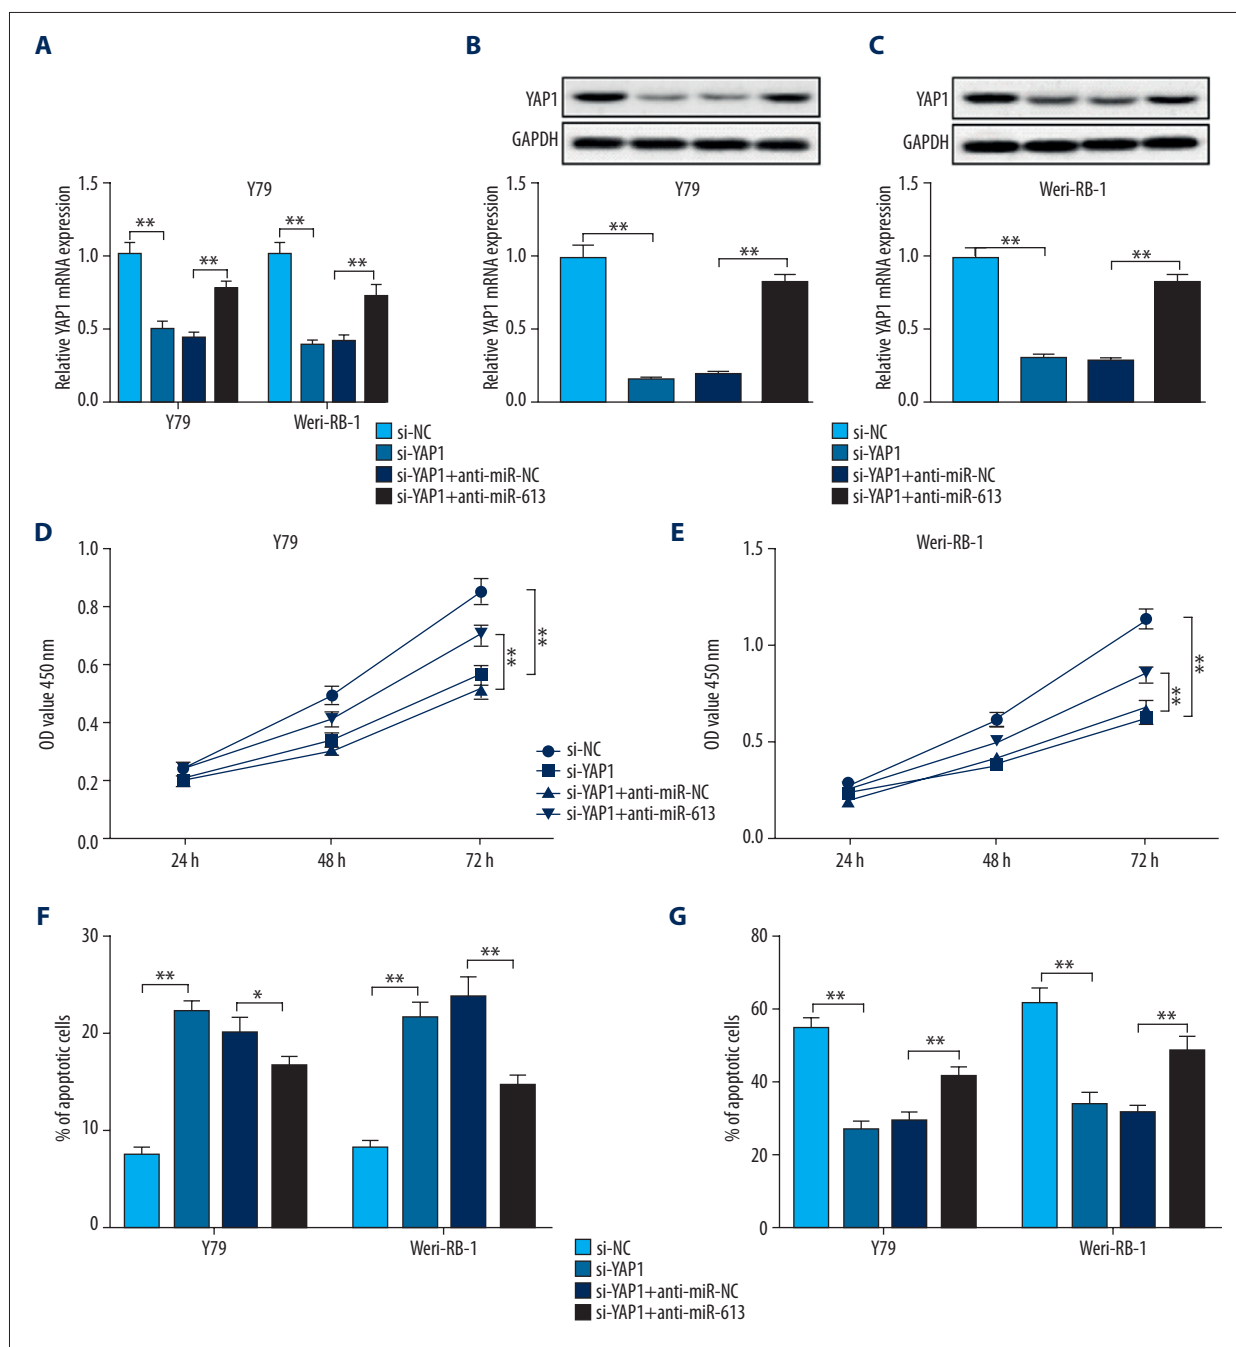 A
B
C
YAP1
GAPDH
YAP1
GAPDH
Y79
Relative YAP1 mRNA expression
1.5
1.0
0.5
0.0
** ** ** **
Y79 Weri-RB-1
Y79
Relative YAP1 mRNA expression
1.5
1.0
0.5
0.0
** **
Weri-RB-1
Relative YAP1 mRNA expression
1.5
1.0
0.5
0.0
** **
si-NC
si-YAP1
si-YAP1+anti-miR-NC
si-YAP1+anti-miR-613
si-NC
si-YAP1
si-YAP1+anti-miR-NC
si-YAP1+anti-miR-613
D
Y79
OD value 450 nm
1.0
0.8
0.6
0.4
0.2
0.0
** **
24 h 48 h 72 h
si-NC
si-YAP1
si-YAP1+anti-miR-NC
si-YAP1+anti-miR-613
E
Weri-RB-1
OD value 450 nm
1.5
1.0
0.5
0.0
** **
24 h 48 h 72 h
F
% of apoptotic cells
30
20
10
0
** * ** **
Y79 Weri-RB-1
G
% of apoptotic cells
80
60
40
20
0
** ** ** **
Y79 Weri-RB-1
si-NC
si-YAP1
si-YAP1+anti-miR-NC
si-YAP1+anti-miR-613